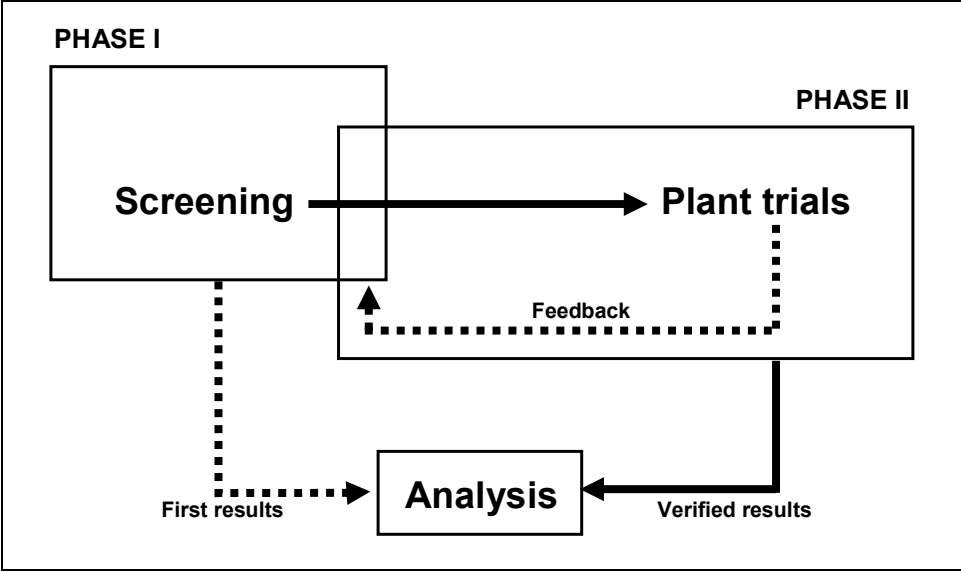 PHASE I
PHASE II
Screening
Plant trials
Feedback
Analysis
First results
Verified results